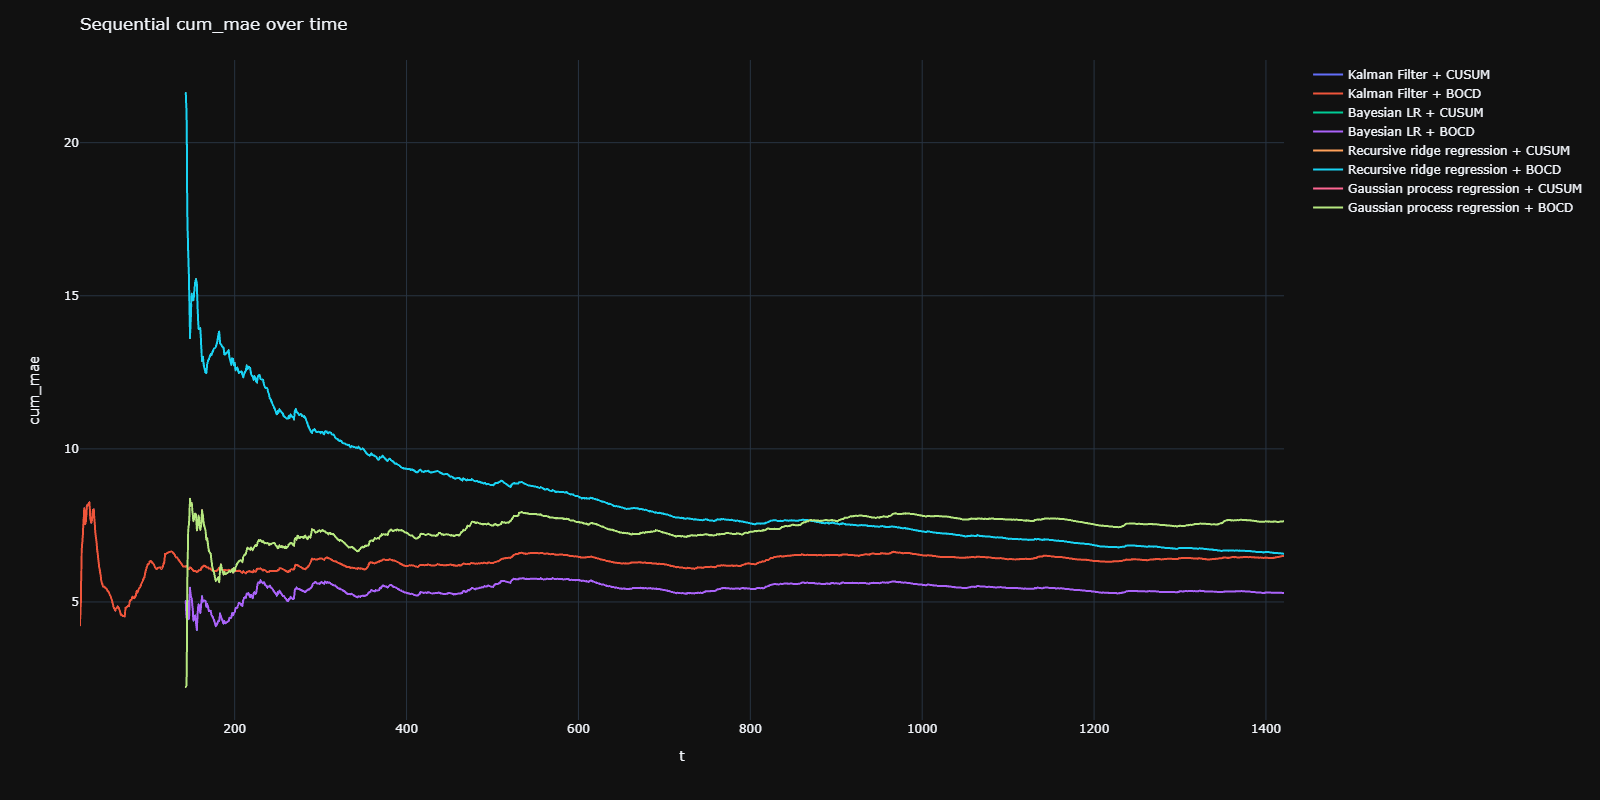 Sequential cum_mae over time
Kalman Filter + CUSUM
Kalman Filter + BOCD
Bayesian LR + CUSUM
Bayesian LR + BOCD
Recursive ridge regression + CUSUM
Recursive ridge regression + BOCD
Gaussian process regression + CUSUM
Gaussian process regression + BOCD
20
15
10
5
cum_mae
200 400 600 800 1000 1200 1400
t